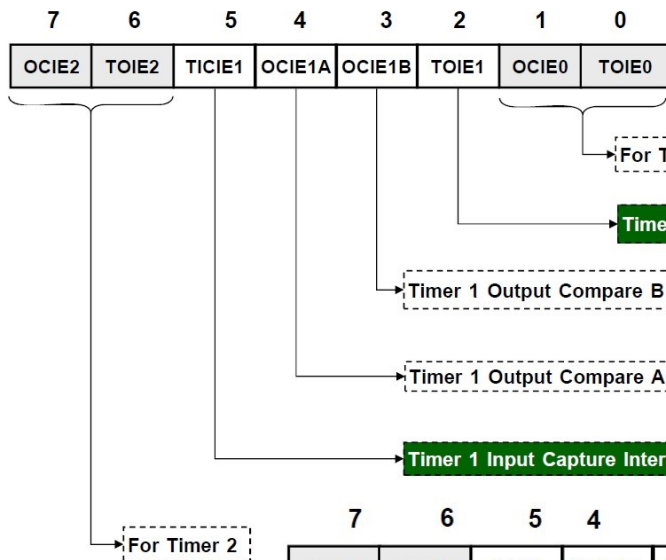 7 6 5 4 3 2 1 0
OCIE2 TOIE2 TICIE1 OCIE1A OCIE1B TOIE1 OCIE0 TOIE0
For T
Time
Timer 1 Output Compare B
Timer 1 Output Compare A
Timer 1 Input Capture Inter
For Timer 2
7 6 5 4